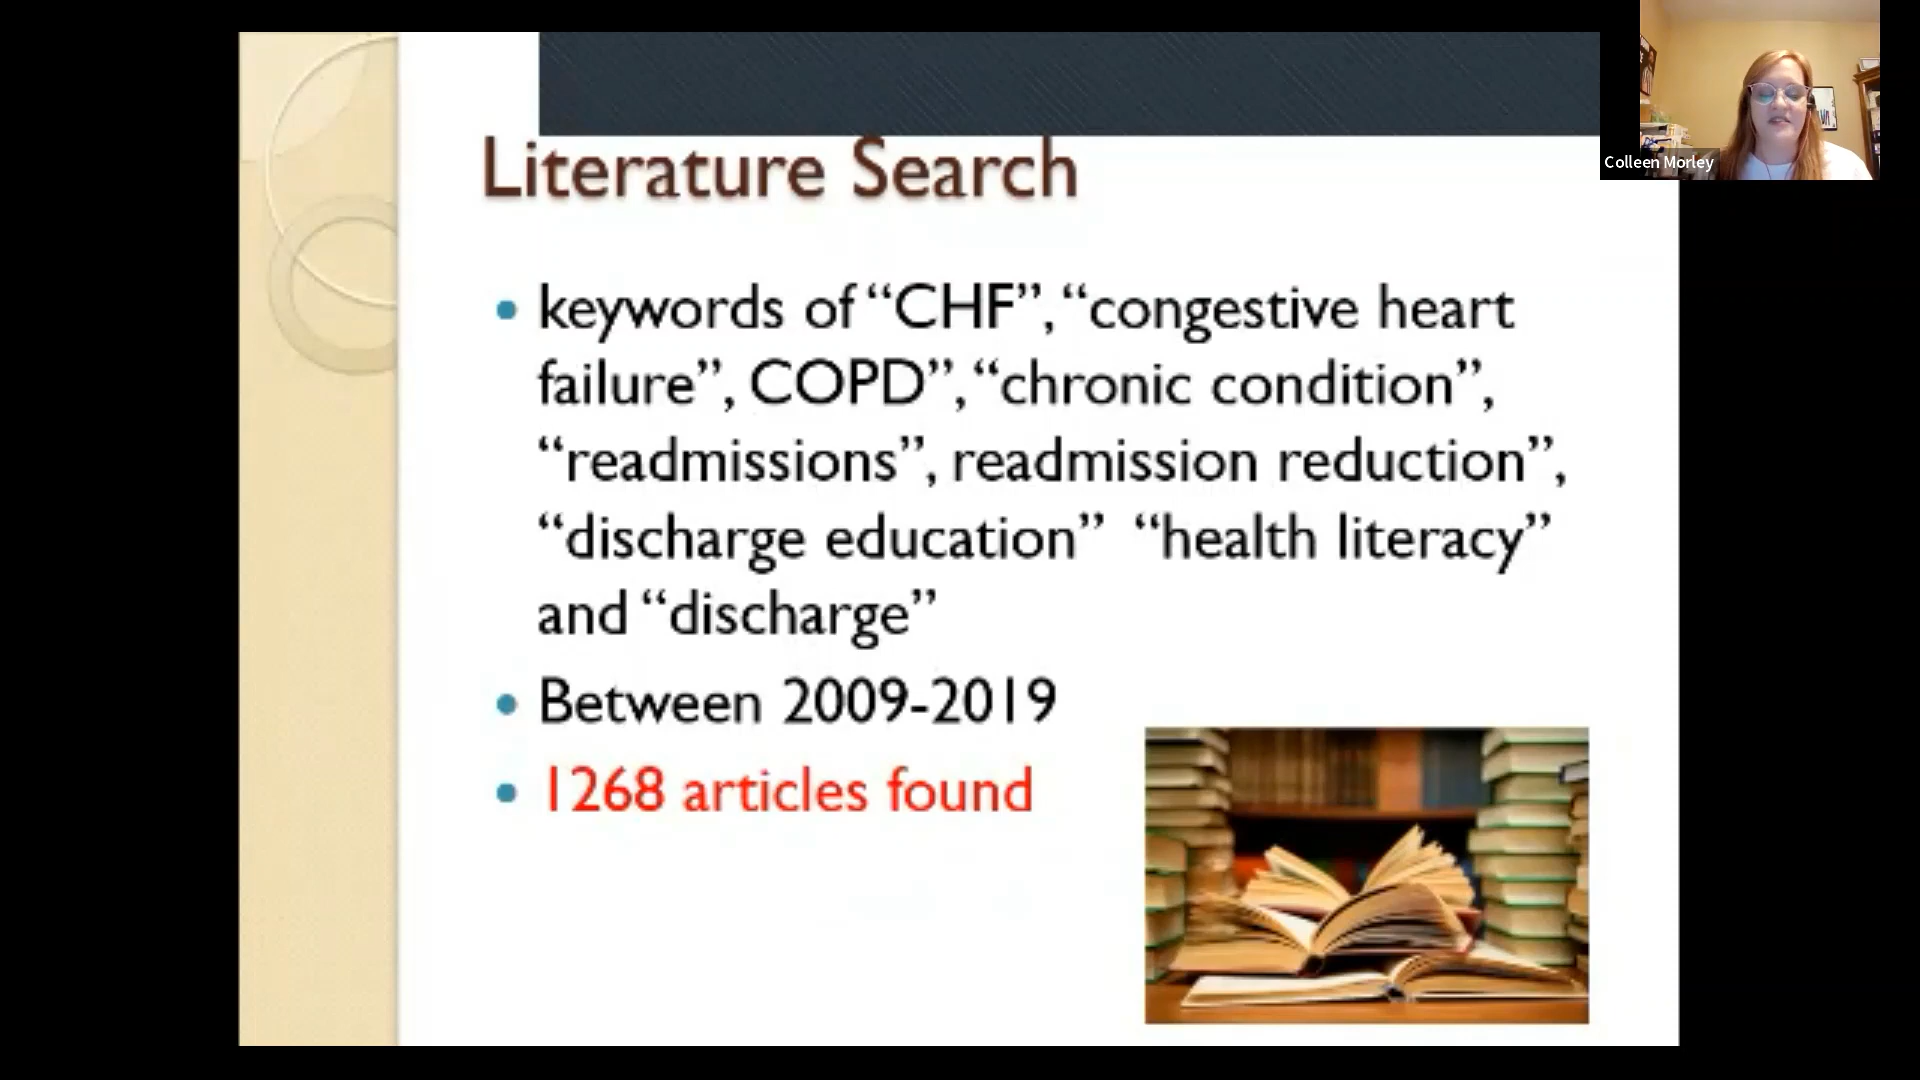 Literature Search
• keywords of “CHF”, “congestive heart
failure”, COPD”, “chronic condition”,
“readmissions”, readmission reduction”,
“discharge education” “health literacy”
and “discharge”
• Between 2009-2019
• 1268 articles found
Colleen Morley